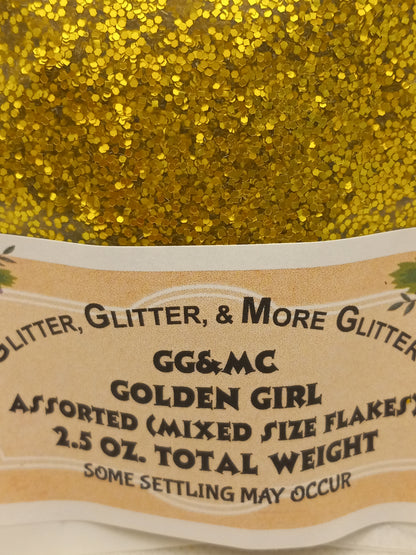 GLITTER, GLITTER, & MORE GLITTER
GG&MC
GOLDEN GIRL
ASSORTED (MIXED SIZE FLAKES)
2.5 OZ. TOTAL WEIGHT
SOME SETTLING MAY OCCUR